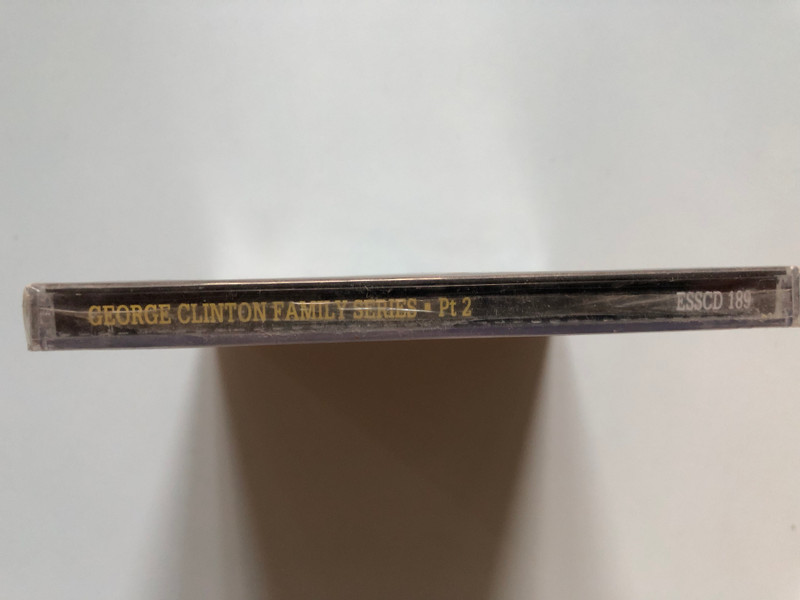 GEORGE CLINTON FAMILY SERIES ▪ Pt 2 ESSCD 189